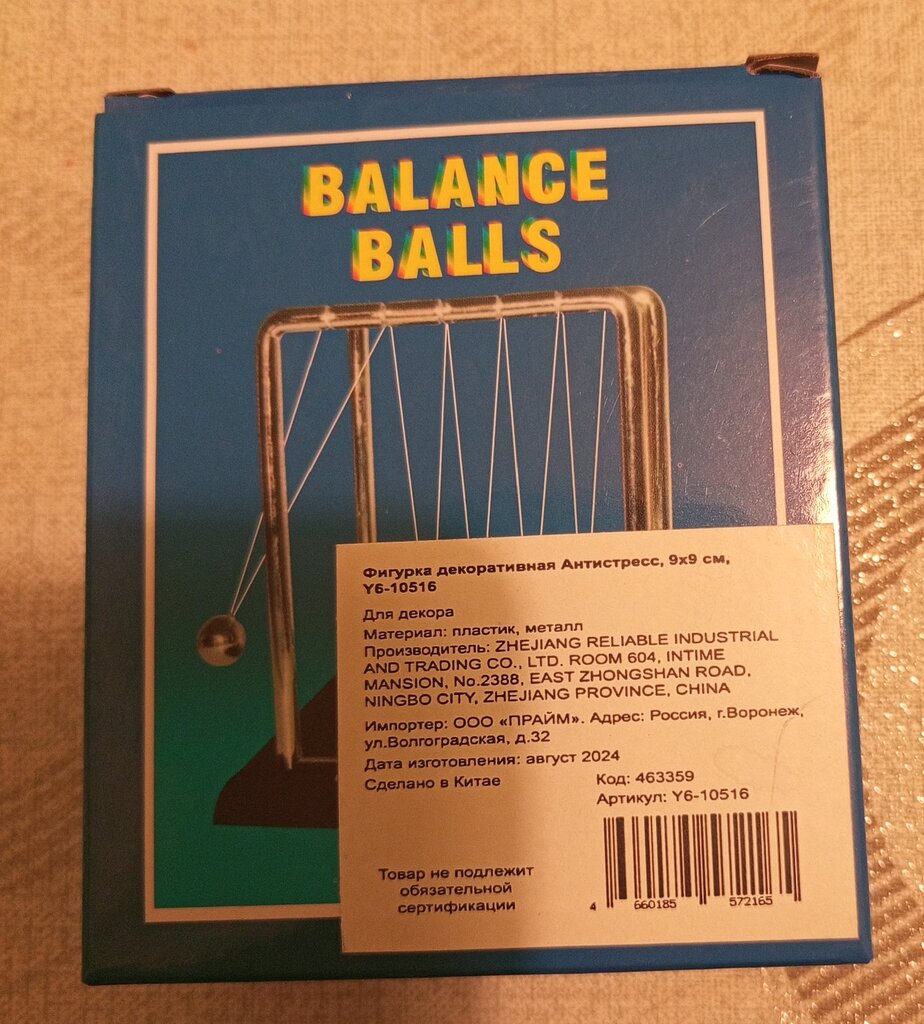 BALANCE
BALLS
Фигурка декоративная Антистресс, 9х9 см,
Y6-10516
Для декора
Материал: пластик, металл
Производитель: ZHEJIANG RELIABLE INDUSTRIAL
AND TRADING CO., LTD. ROOM 604, INTIME
MANSION, No.2388, EAST ZHONGSHAN ROAD,
NINGBO CITY, ZHEJIANG PROVINCE, CHINA
Импортер: ООО «ПРАЙМ». Адрес: Россия, г.Воронеж,
ул.Волгоградская, д.32
Дата изготовления: август 2024
Сделано в Китае
Код: 463359
Артикул: Y6-10516
Товар не подлежит
обязательной
сертификации
4 660185 572165